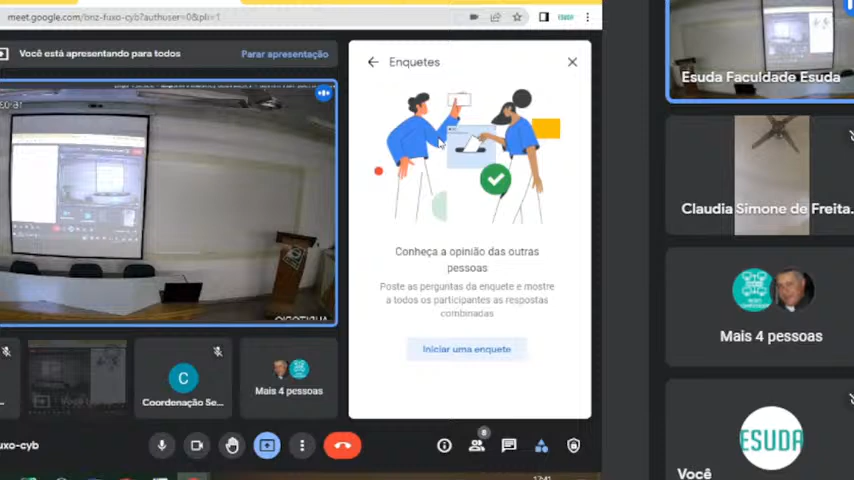 meet.google.com/bnz-fuxo-cyb?authuser=0&pli=1
ESUDA
Você está apresentando para todos
Parar apresentação
Enquetes
Conheça a opinião das outras
pessoas
Poste as perguntas da enquete e mostre
a todos os participantes as respostas
combinadas
Iniciar uma enquete
Coordenação Se...
C
Mais 4 pessoas
uxo-cyb
8
Esuda Faculdade Esuda
Claudia Simone de Freita...
Mais 4 pessoas
ESUDA
Você